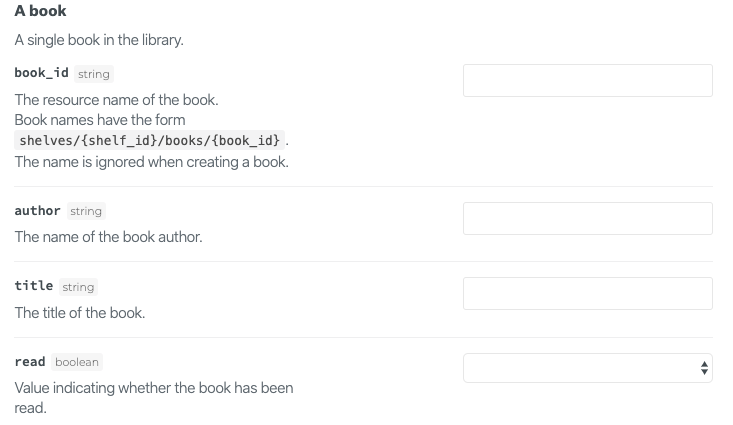 A book
A single book in the library.
book_id string
The resource name of the book.
Book names have the form
shelves/{shelf_id}/books/{book_id} .
The name is ignored when creating a book.
author string
The name of the book author.
title string
The title of the book.
read boolean
Value indicating whether the book has been
read.